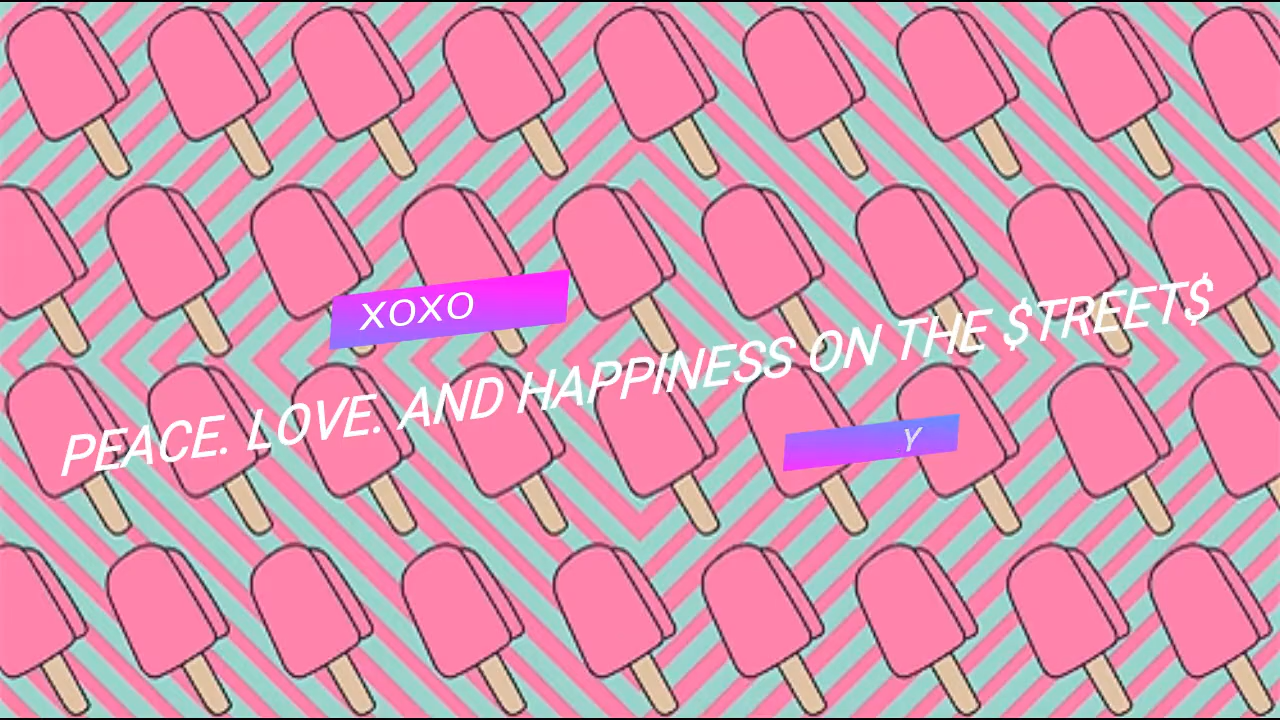 XOXO
PEACE. LOVE. AND HAPPINESS ON THE $TREET$
Y